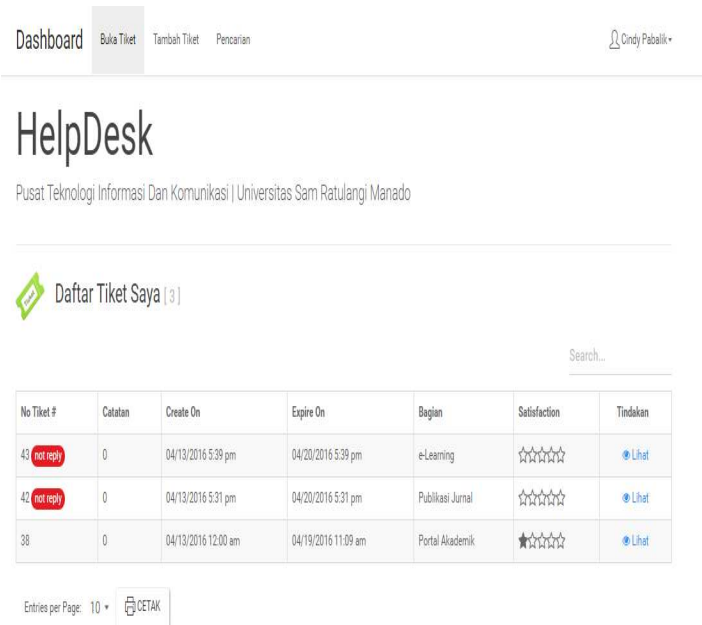 Dashboard Buka Tiket Tambah Tiket Pencarian Cindy Pabalik
HelpDesk
Pusat Teknologi Informasi Dan Komunikasi | Universitas Sam Ratulangi Manado
Daftar Tiket Saya [ 3 ]
Search...
No Tiket # Catatan Create On Expire On Bagian Satisfaction Tindakan
43 not reply 0 04/13/2016 5:39 pm 04/20/2016 5:39 pm e-Learning Lihat
42 not reply 0 04/13/2016 5:31 pm 04/20/2016 5:31 pm Publikasi Jurnal Lihat
38 0 04/13/2016 12:00 am 04/19/2016 11:09 am Portal Akademik Lihat
Entries per Page: 10 CETAK